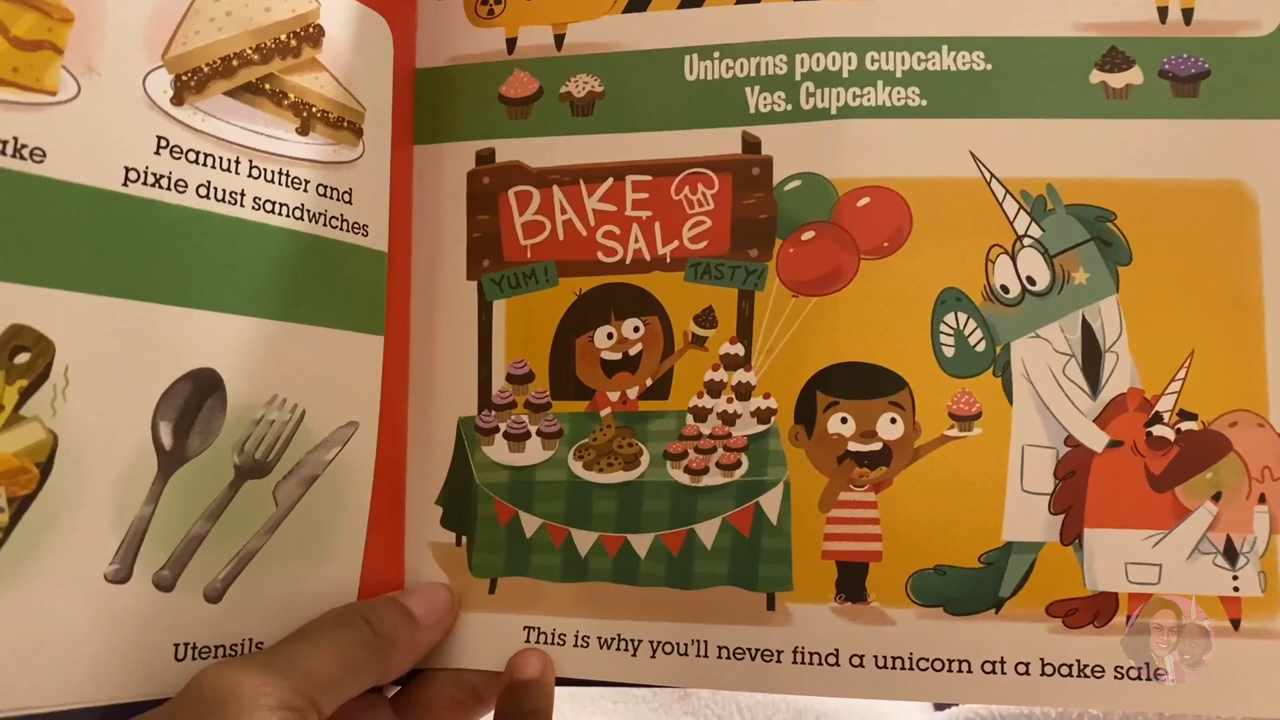 ake
Peanut butter and
pixie dust sandwiches
Utensils
Unicorns poop cupcakes.
Yes. Cupcakes.
BAKE
SALe
YUM!
TASTY!
This is why you'll never find a unicorn at a bake sale